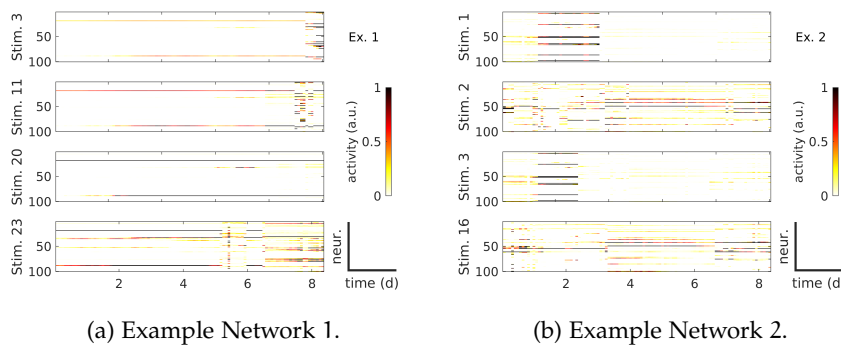 Stim. 3
50
100
Ex. 1
Stim. 11
50
100
1
0.5
0
activity (a.u.)
Stim. 20
50
100
Stim. 23
50
100
2
4
6
8
neur.
time (d)
(a) Example Network 1.
Stim. 1
50
100
Ex. 2
Stim. 2
50
100
1
0.5
0
activity (a.u.)
Stim. 3
50
100
Stim. 16
50
100
2
4
6
8
neur.
time (d
(b) Example Network 2.